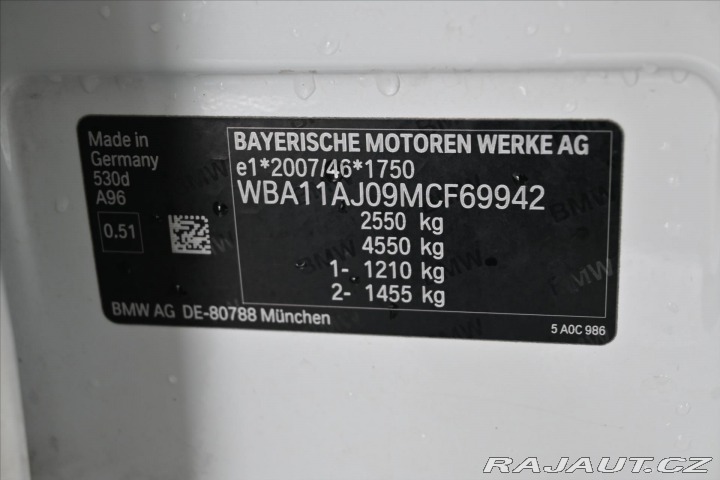 Made in
Germany
530d
A96
0.51
BAYERISCHE MOTOREN WERKE AG
e1*2007/46*1750
WBA11AJ09MCF69942
2550 kg
4550 kg
1- 1210 kg
2- 1455 kg
BMW AG DE-80788 München
5 A0C 986
RAJAUT.CZ